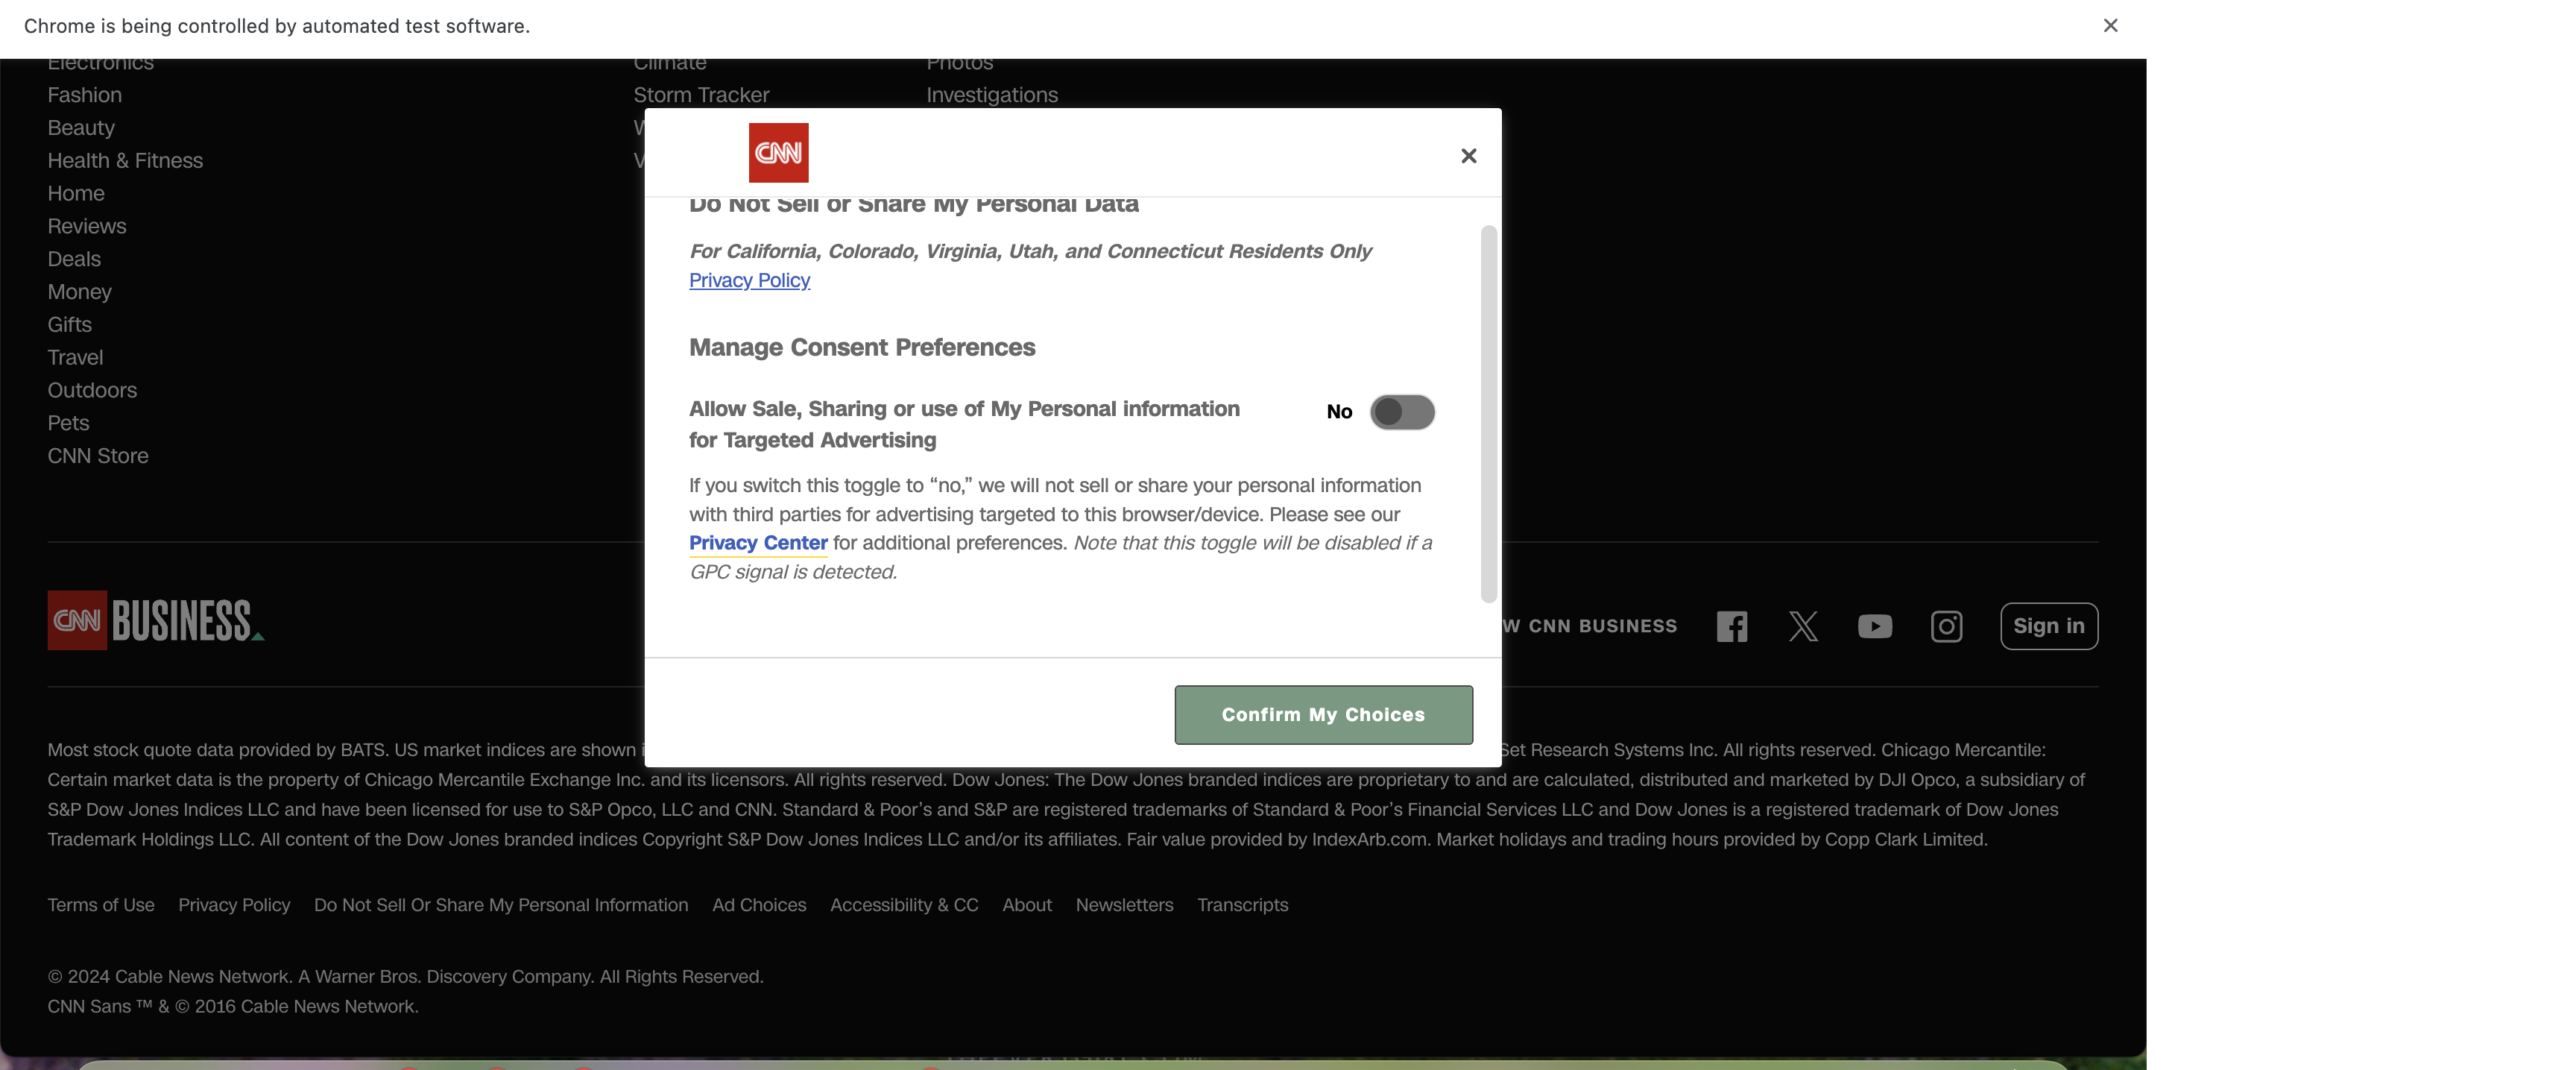 Chrome is being controlled by automated test software.
Electronics
Fashion
Beauty
Health & Fitness
Home
Reviews
Deals
Money
Gifts
Travel
Outdoors
Pets
CNN Store
Climate
Storm Tracker
Photos
Investigations
CNN
Do Not Sell or Share My Personal Data
For California, Colorado, Virginia, Utah, and Connecticut Residents Only
Privacy Policy
Manage Consent Preferences
Allow Sale, Sharing or use of My Personal information
for Targeted Advertising
No
If you switch this toggle to “no,” we will not sell or share your personal information
with third parties for advertising targeted to this browser/device. Please see our
Privacy Center for additional preferences. Note that this toggle will be disabled if a
GPC signal is detected.
Confirm My Choices
CNN BUSINESS
W CNN BUSINESS
Sign in
Most stock quote data provided by BATS. US market indices are shown Set Research Systems Inc. All rights reserved. Chicago Mercantile:
Certain market data is the property of Chicago Mercantile Exchange Inc. and its licensors. All rights reserved. Dow Jones: The Dow Jones branded indices are proprietary to and are calculated, distributed and marketed by DJI Opco, a subsidiary of
S&P Dow Jones Indices LLC and have been licensed for use to S&P Opco, LLC and CNN. Standard & Poor’s and S&P are registered trademarks of Standard & Poor’s Financial Services LLC and Dow Jones is a registered trademark of Dow Jones
Trademark Holdings LLC. All content of the Dow Jones branded indices Copyright S&P Dow Jones Indices LLC and/or its affiliates. Fair value provided by IndexArb.com. Market holidays and trading hours provided by Copp Clark Limited.
Terms of Use Privacy Policy Do Not Sell Or Share My Personal Information Ad Choices Accessibility & CC About Newsletters Transcripts
© 2024 Cable News Network. A Warner Bros. Discovery Company. All Rights Reserved.
CNN Sans ™ & © 2016 Cable News Network.